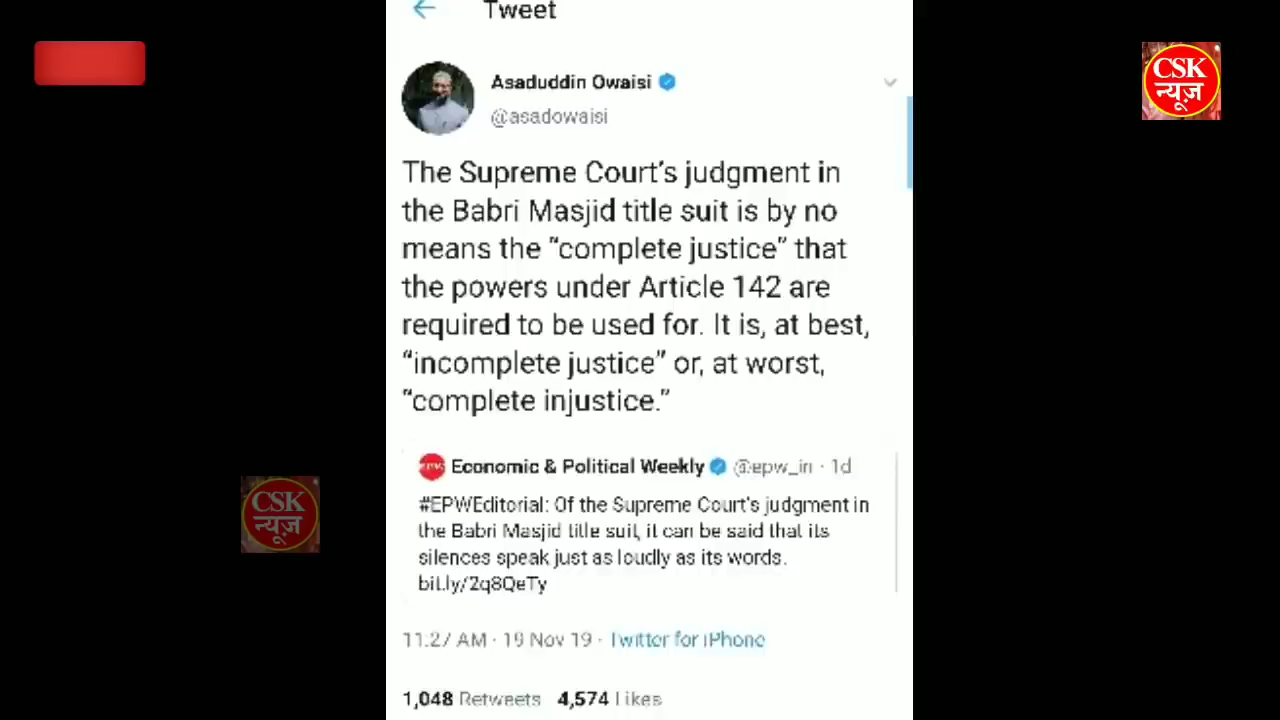 Tweet
CSK
न्यूज़
Asaduddin Owaisi
@asadowaisi
The Supreme Court’s judgment in
the Babri Masjid title suit is by no
means the “complete justice” that
the powers under Article 142 are
required to be used for. It is, at best,
“incomplete justice” or, at worst,
“complete injustice.”
Economic & Political Weekly @epw_in · 1d
#EPWEditorial: Of the Supreme Court's judgment in
the Babri Masjid title suit, it can be said that its
silences speak just as loudly as its words.
bit.ly/2q8QeTy
CSK
न्यूज़
11:27 AM · 19 Nov 19 · Twitter for iPhone
1,048 Retweets 4,574 Likes